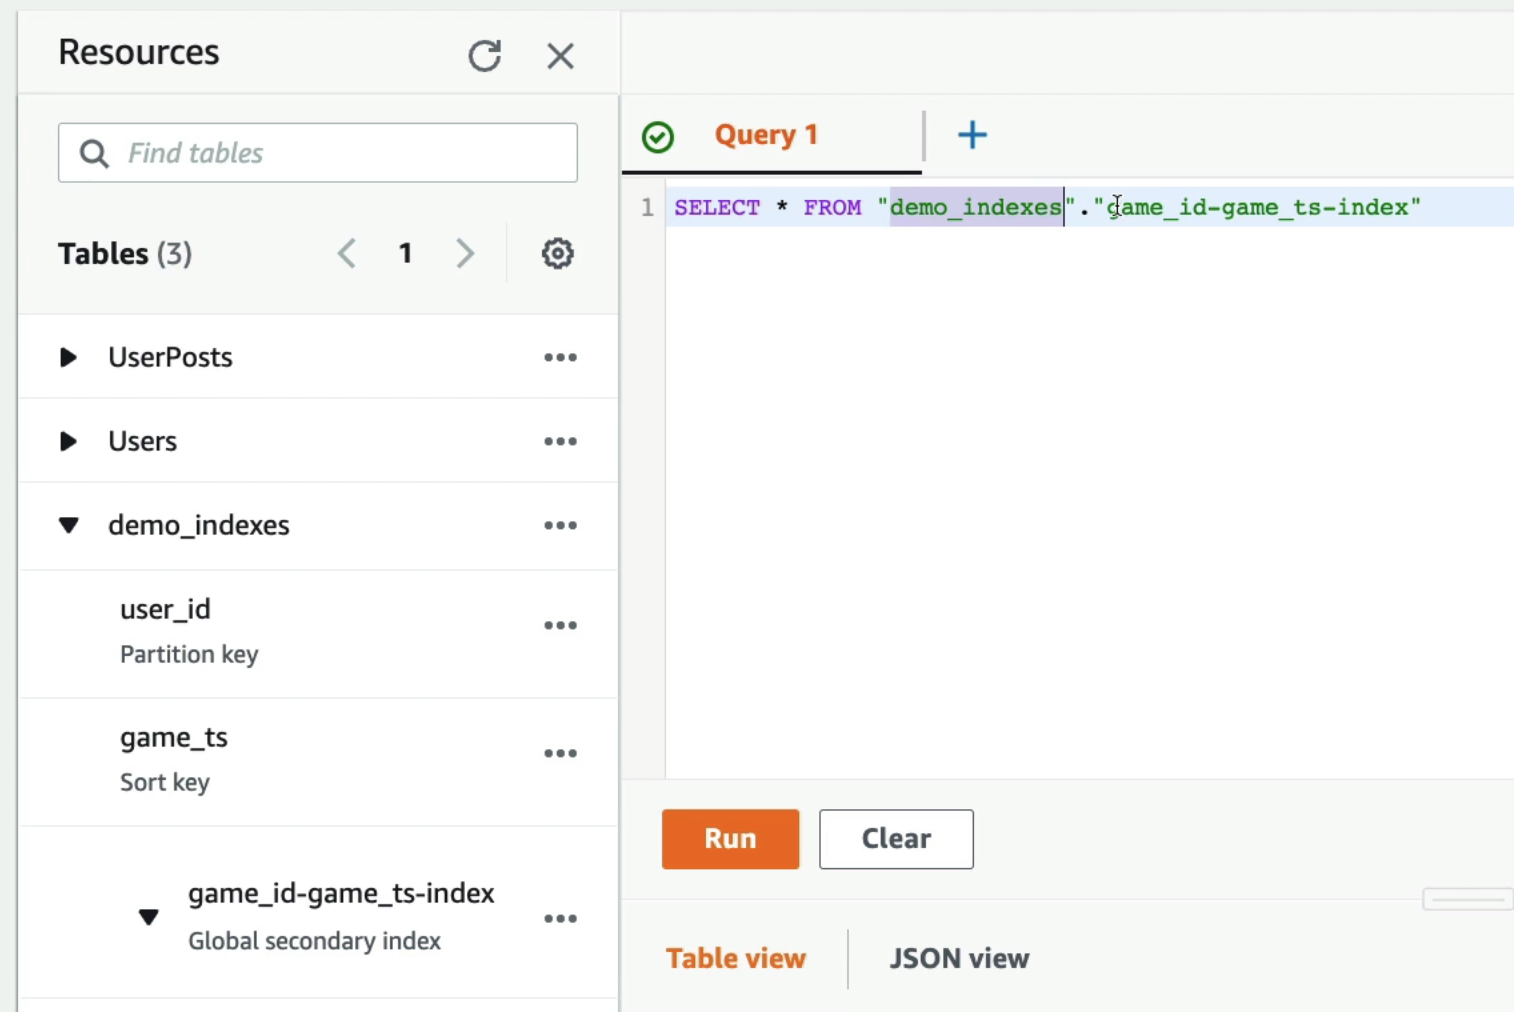 Resources
Find tables
Tables (3)
1
UserPosts
Users
demo_indexes
user_id
Partition key
game_ts
Sort key
game_id-game_ts-index
Global secondary index
Query 1
1
SELECT * FROM "demo_indexes"."game_id-game_ts-index"
Run
Clear
Table view
JSON view